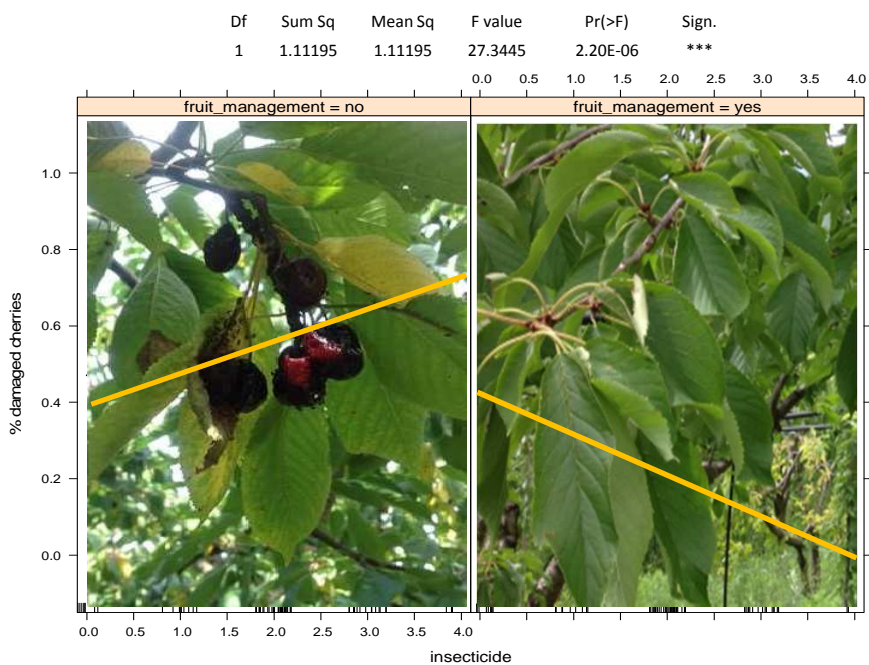 Df Sum Sq Mean Sq F value Pr(>F) Sign.
1 1.11195 1.11195 27.3445 2.20E-06 ***
0.0 0.5 1.0 1.5 2.0 2.5 3.0 3.5 4.0
fruit_management = no fruit_management = yes
1.0
0.8
0.6
0.4
0.2
0.0
% damaged cherries
0.0 0.5 1.0 1.5 2.0 2.5 3.0 3.5 4.0
insecticide